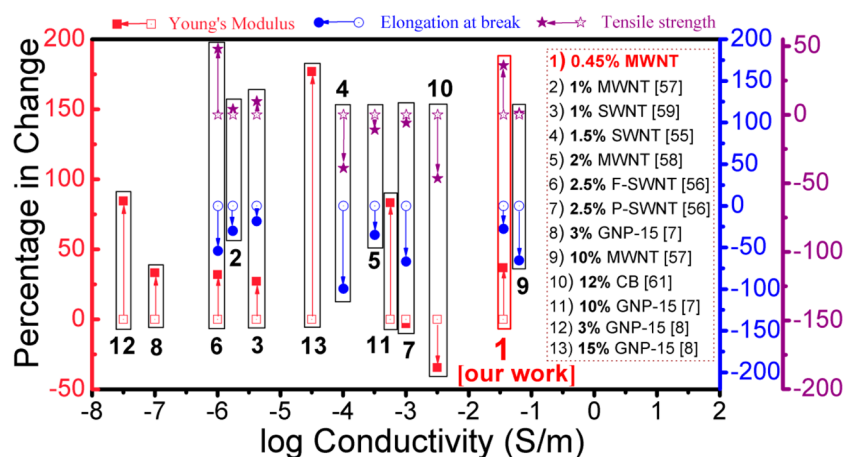 Young's Modulus Elongation at break Tensile strength
Percentage in Change
200
150
100
50
0
-50
-8 -7 -6 -5 -4 -3 -2 -1 0 1 2
log Conductivity (S/m)
200
150
100
50
0
-50
-100
-150
-200
50
0
-50
-100
-150
-200
12 8 6 2 3 13 4 5 11 7 10 1 9
[our work]
1) 0.45% MWNT
2) 1% MWNT [57]
3) 1% SWNT [59]
4) 1.5% SWNT [55]
5) 2% MWNT [58]
6) 2.5% F-SWNT [56]
7) 2.5% P-SWNT [56]
8) 3% GNP-15 [7]
9) 10% MWNT [57]
10) 12% CB [61]
11) 10% GNP-15 [7]
12) 3% GNP-15 [8]
13) 15% GNP-15 [8]